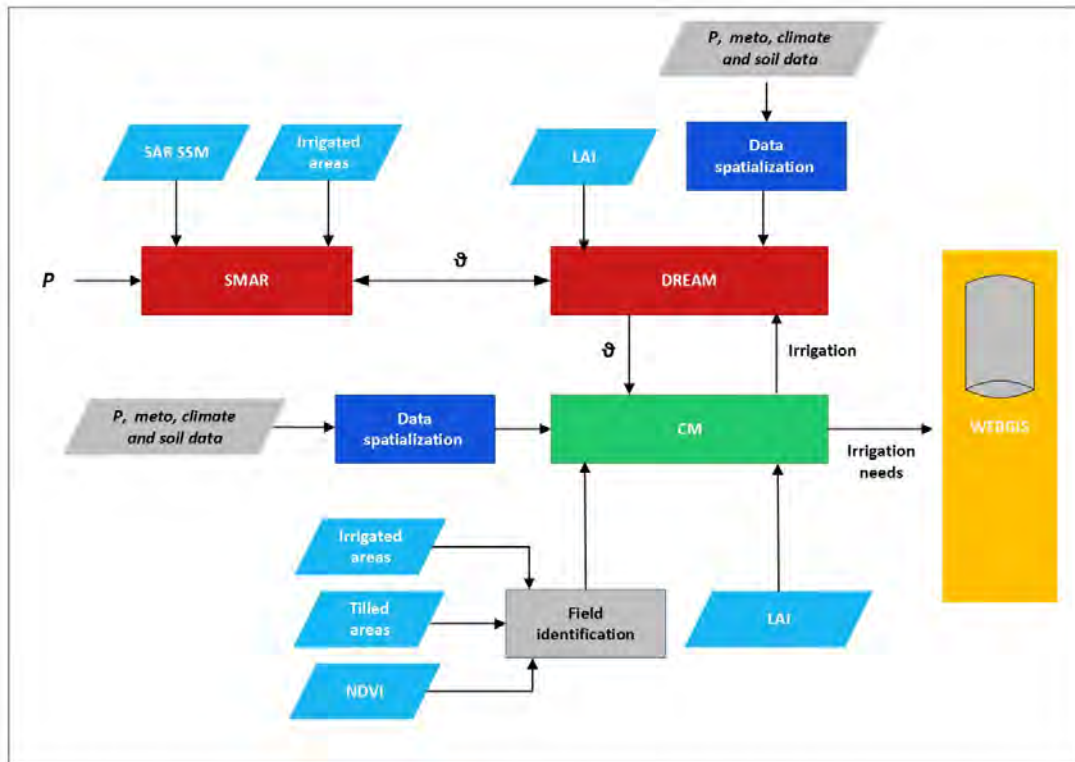 P, meto, climate
and soil data
SAR SSM
Irrigated
areas
LAI
Data
spatialization
P
SMAR
ϑ
DREAM
ϑ
Irrigation
P, meto, climate
and soil data
Data
spatialization
CM
Irrigation
needs
WEBGIS
Irrigated
areas
Tilled
areas
NDVI
Field
identification
LAI